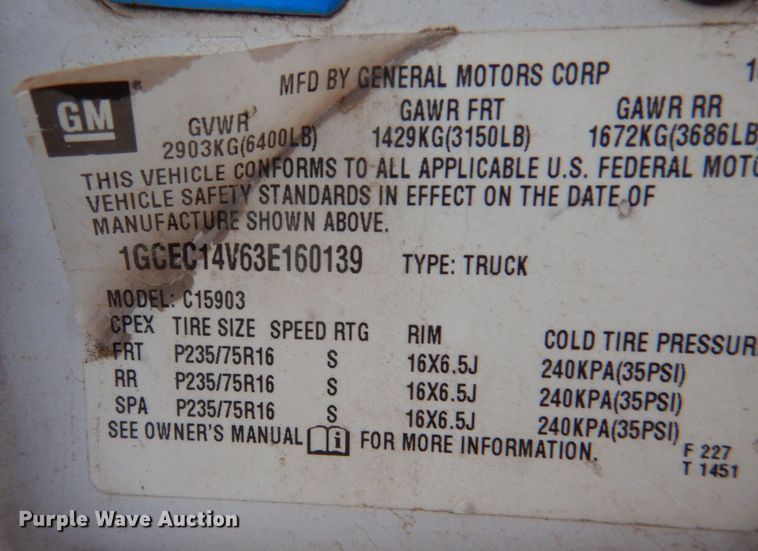 MFD BY GENERAL MOTORS CORP
GM
GVWR GAWR FRT GAWR RR
2903KG(6400LB) 1429KG(3150LB) 1672KG(3686LB
THIS VEHICLE CONFORMS TO ALL APPLICABLE U.S. FEDERAL MOT
VEHICLE SAFETY STANDARDS IN EFFECT ON THE DATE OF
MANUFACTURE SHOWN ABOVE.
1GCEC14V63E160139 TYPE: TRUCK
MODEL: C15903
CPEX TIRE SIZE SPEED RTG RIM COLD TIRE PRESSUR
FRT P235/75R16 S 16X6.5J 240KPA(35PSI)
RR P235/75R16 S 16X6.5J 240KPA(35PSI)
SPA P235/75R16 S 16X6.5J 240KPA(35PSI)
SEE OWNER'S MANUAL i FOR MORE INFORMATION.
F 227
T 1451
Purple Wave Auction